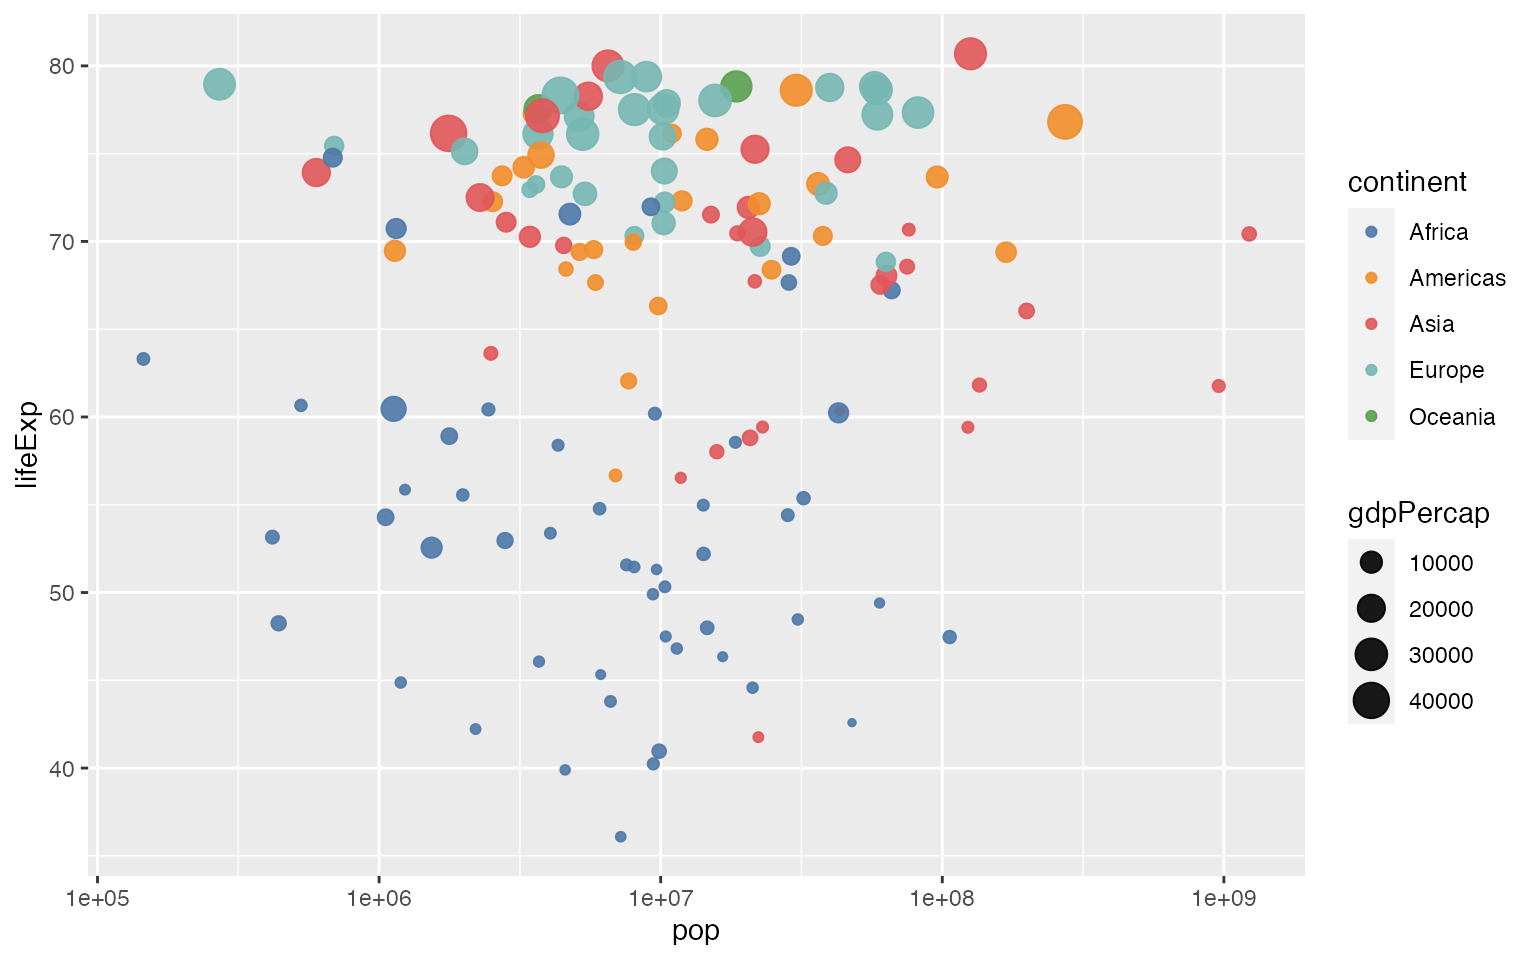 80
70
60
50
40
lifeExp
1e+05 1e+06 1e+07 1e+08 1e+09
pop
continent
Africa
Americas
Asia
Europe
Oceania
gdpPercap
10000
20000
30000
40000